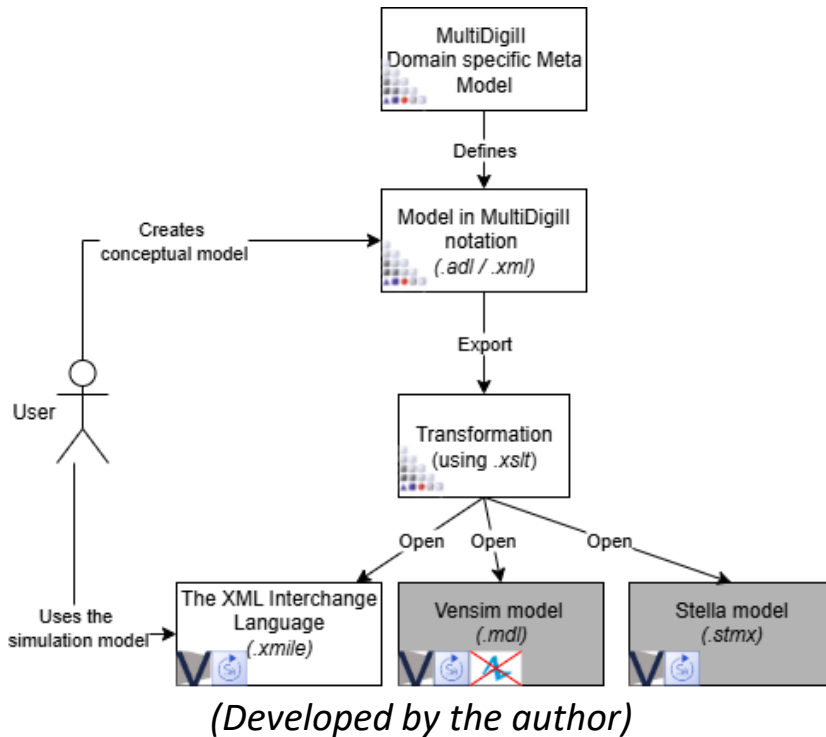 MultiDigill
Domain specific Meta
Model
Defines
Creates
conceptual model
Model in MultiDigill
notation
(.adl / .xml)
Export
User
Transformation
(using .xslt)
Open
Open
Open
Uses the
simulation model
The XML Interchange
Language
(.xmile)
Vensim model
(.mdl)
Stella model
(.stmx)
(Developed by the author)